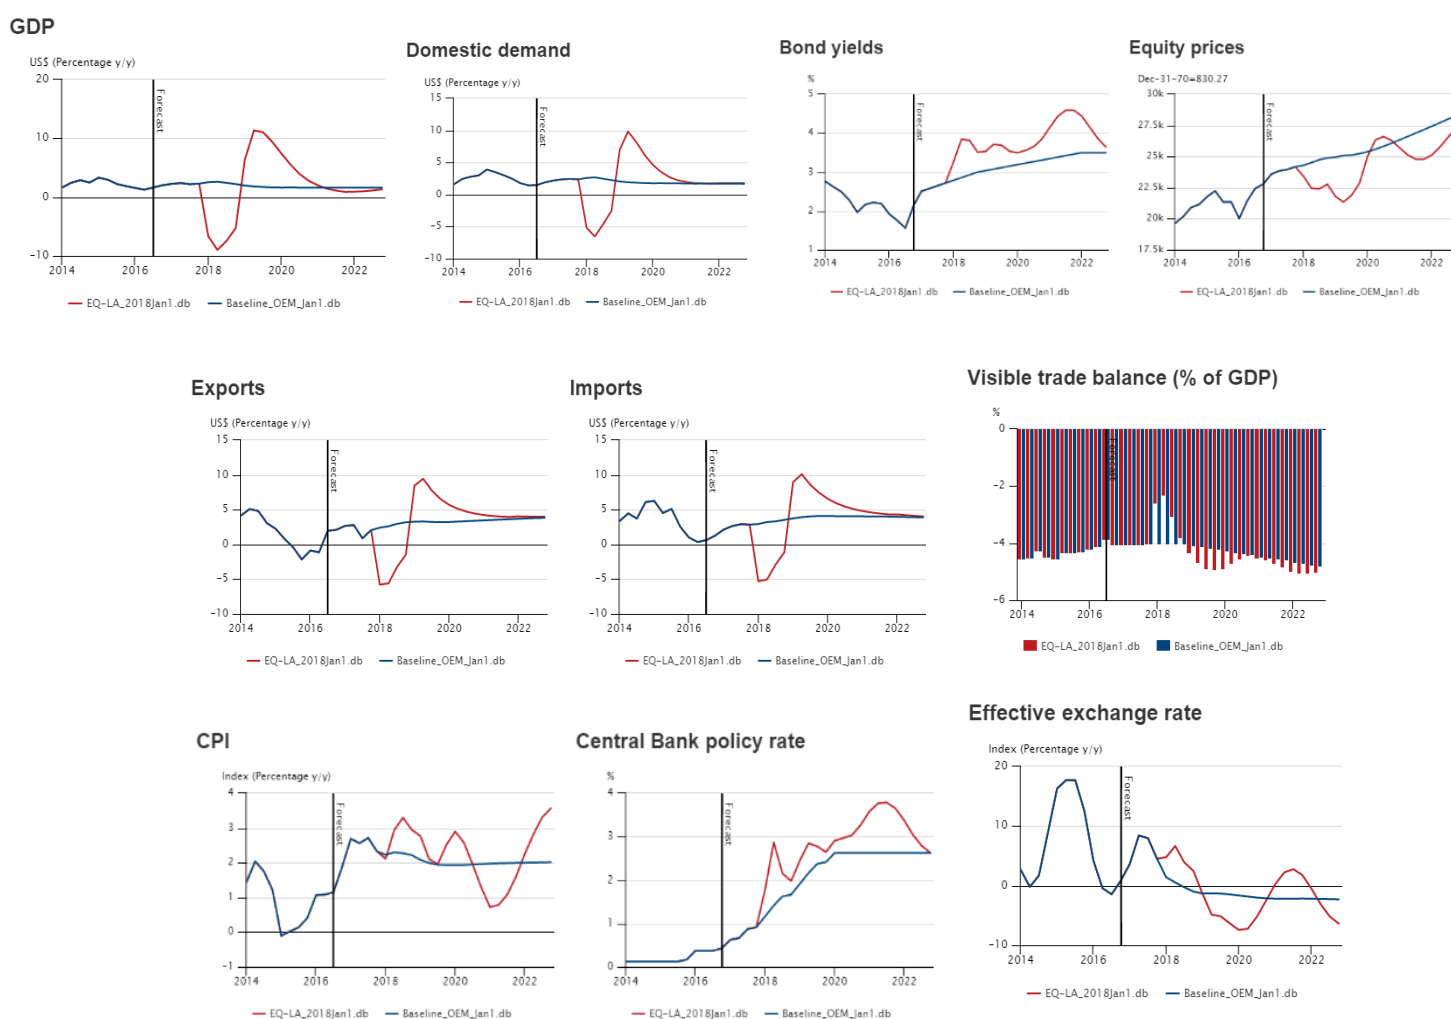 GDP
US$ (Percentage y/y)
20
10
0
-10
Forecast
2014 2016 2018 2020 2022
EQ-LA_2018Jan1.db Baseline_OEM_Jan1.db
Domestic demand
US$ (Percentage y/y)
15
10
5
0
-5
-10
Forecast
2014 2016 2018 2020 2022
EQ-LA_2018Jan1.db Baseline_OEM_Jan1.db
Bond yields
%
5
4
3
2
1
Forecast
2014 2016 2018 2020 2022
EQ-LA_2018Jan1.db Baseline_OEM_Jan1.db
Equity prices
Dec-31-70=830.27
30k
27.5k
25k
22.5k
20k
17.5k
Forecast
2014 2016 2018 2020 2022
EQ-LA_2018Jan1.db Baseline_OEM_Jan1.db
Exports
US$ (Percentage y/y)
15
10
5
0
-5
-10
Forecast
2014 2016 2018 2020 2022
EQ-LA_2018Jan1.db Baseline_OEM_Jan1.db
Imports
US$ (Percentage y/y)
15
10
5
0
-5
-10
Forecast
2014 2016 2018 2020 2022
EQ-LA_2018Jan1.db Baseline_OEM_Jan1.db
Visible trade balance (% of GDP)
%
0
-2
-4
-6
Forecast
2014 2016 2018 2020 2022
EQ-LA_2018Jan1.db Baseline_OEM_Jan1.db
CPI
Index (Percentage y/y)
4
3
2
1
0
-1
Forecast
2014 2016 2018 2020 2022
EQ-LA_2018Jan1.db Baseline_OEM_Jan1.db
Central Bank policy rate
%
4
3
2
1
0
Forecast
2014 2016 2018 2020 2022
EQ-LA_2018Jan1.db Baseline_OEM_Jan1.db
Effective exchange rate
Index (Percentage y/y)
20
10
0
-10
Forecast
2014 2016 2018 2020 2022
EQ-LA_2018Jan1.db Baseline_OEM_Jan1.db